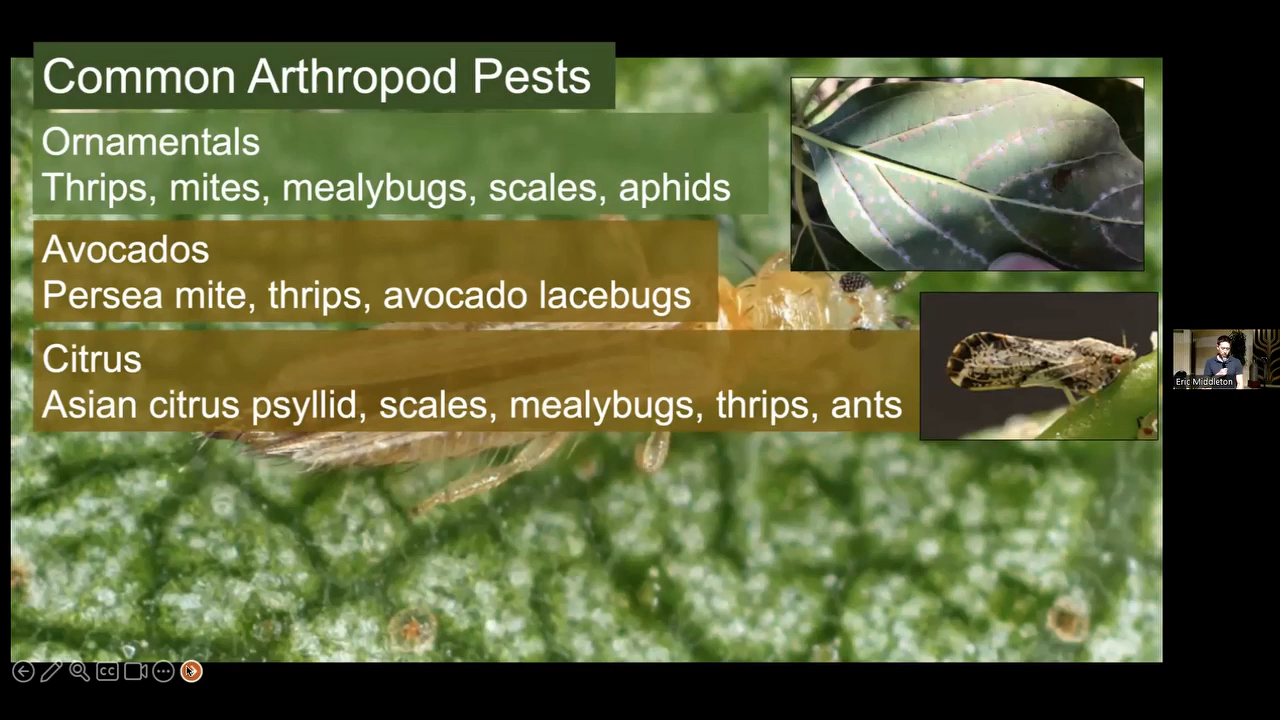 Common Arthropod Pests
Ornamentals
Thrips, mites, mealybugs, scales, aphids
Avocados
Persea mite, thrips, avocado lacebugs
Citrus
Asian citrus psyllid, scales, mealybugs, thrips, ants
Eric Middleton
CC